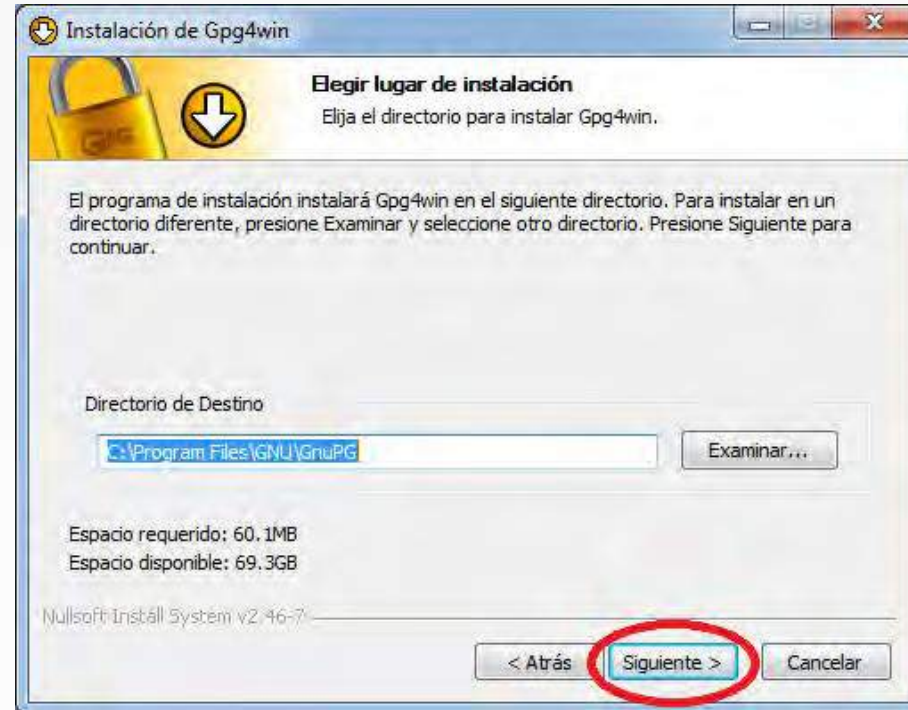 Instalación de Gpg4win
Elegir lugar de instalación
Elija el directorio para instalar Gpg4win.
El programa de instalación instalará Gpg4win en el siguiente directorio. Para instalar en un
directorio diferente, presione Examinar y seleccione otro directorio. Presione Siguiente para
continuar.
Directorio de Destino
C:\Program Files\GNU\GnuPG
Examinar...
Espacio requerido: 60.1MB
Espacio disponible: 69.3GB
Nullsoft Install System v2.46-7
< Atrás Siguiente > Cancelar